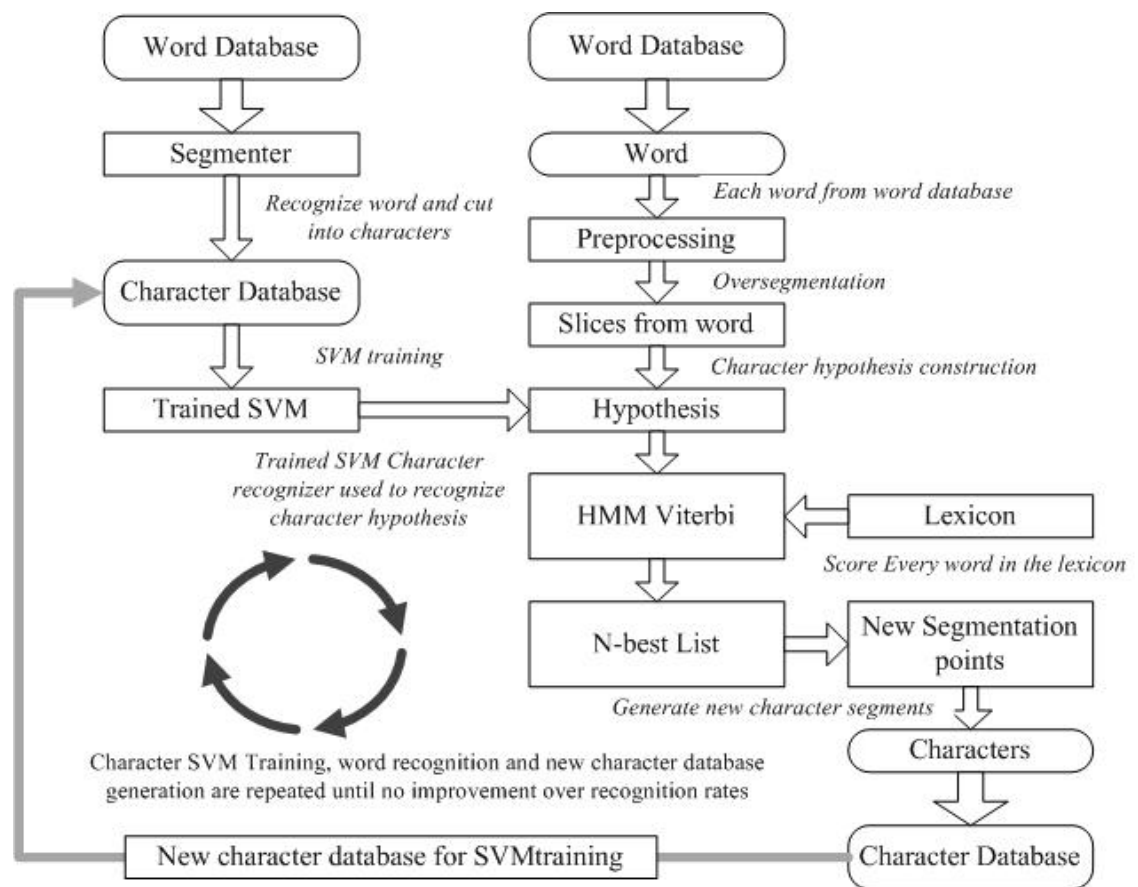 Word Database
Segmenter
Recognize word and cut
into characters
Character Database
SVM training
Trained SVM
Trained SVM Character
recognizer used to recognize
character hypothesis
Word Database
Word
Each word from word database
Preprocessing
Oversegmentation
Slices from word
Character hypothesis construction
Hypothesis
HMM Viterbi
Lexicon
Score Every word in the lexicon
N-best List
New Segmentation
points
Generate new character segments
Characters
Character Database
Character SVM Training, word recognition and new character database
generation are repeated until no improvement over recognition rates
New character database for SVMtraining